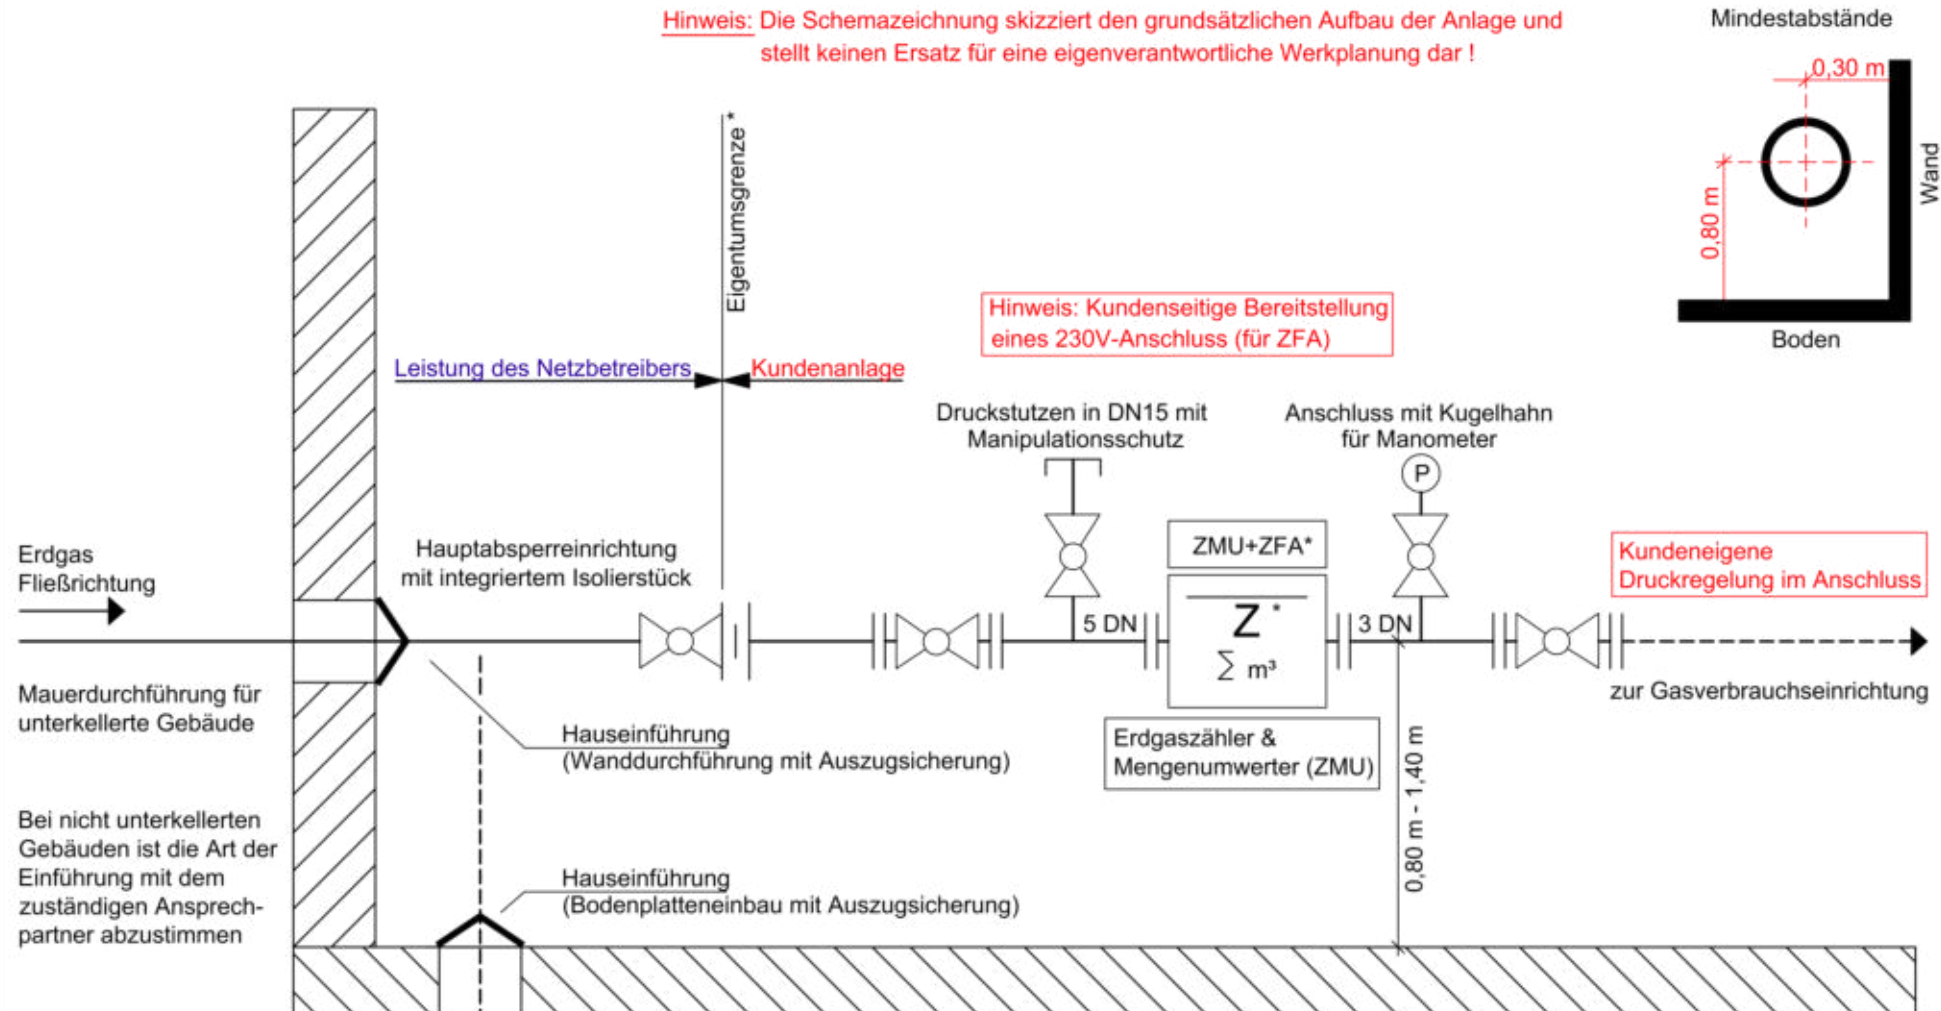 Hinweis: Die Schemazeichnung skizziert den grundsätzlichen Aufbau der Anlage und
stellt keinen Ersatz für eine eigenverantwortliche Werkplanung dar !
Mindestabstände
0,30 m
0,80 m
Wand
Boden
Eigentumsgrenze *
Leistung des Netzbetreibers
Kundenanlage
Hinweis: Kundenseitige Bereitstellung
eines 230V-Anschluss (für ZFA)
Druckstutzen in DN15 mit
Manipulationsschutz
Anschluss mit Kugelhahn
für Manometer
P
Erdgas
Fließrichtung
Hauptabsperreinrichtung
mit integriertem Isolierstück
ZMU+ZFA*
Kundeneigene
Druckregelung im Anschluss
5 DN
Z *
∑ m³
3 DN
zur Gasverbrauchseinrichtung
Mauerdurchführung für
unterkellerte Gebäude
Hauseinführung
(Wanddurchführung mit Auszugsicherung)
Erdgaszähler &
Mengenumwerter (ZMU)
0,80 m - 1,40 m
Bei nicht unterkellerten
Gebäuden ist die Art der
Einführung mit dem
zuständigen Ansprech-
partner abzustimmen
Hauseinführung
(Bodenplatteneinbau mit Auszugsicherung)